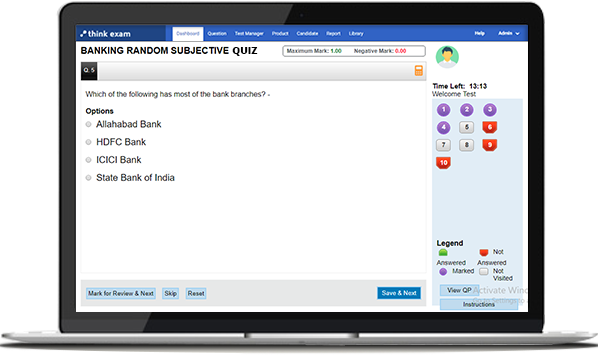 think exam
Dashboard Question Test Manager Product Candidate Report Library Help Admin
BANKING RANDOM SUBJECTIVE QUIZ
Maximum Mark: 1.00 Negative Mark: 0.00
Q. 5
Which of the following has most of the bank branches? -
Options
Allahabad Bank
HDFC Bank
ICICI Bank
State Bank of India
Mark for Review & Next Skip Reset Save & Next
Time Left: 13:13
Welcome Test
1 2 3
4 5 6
7 8 9
10
Legend
Answered
Not Answered
Marked
Not Visited
View QP
Activate Wind
Instructions